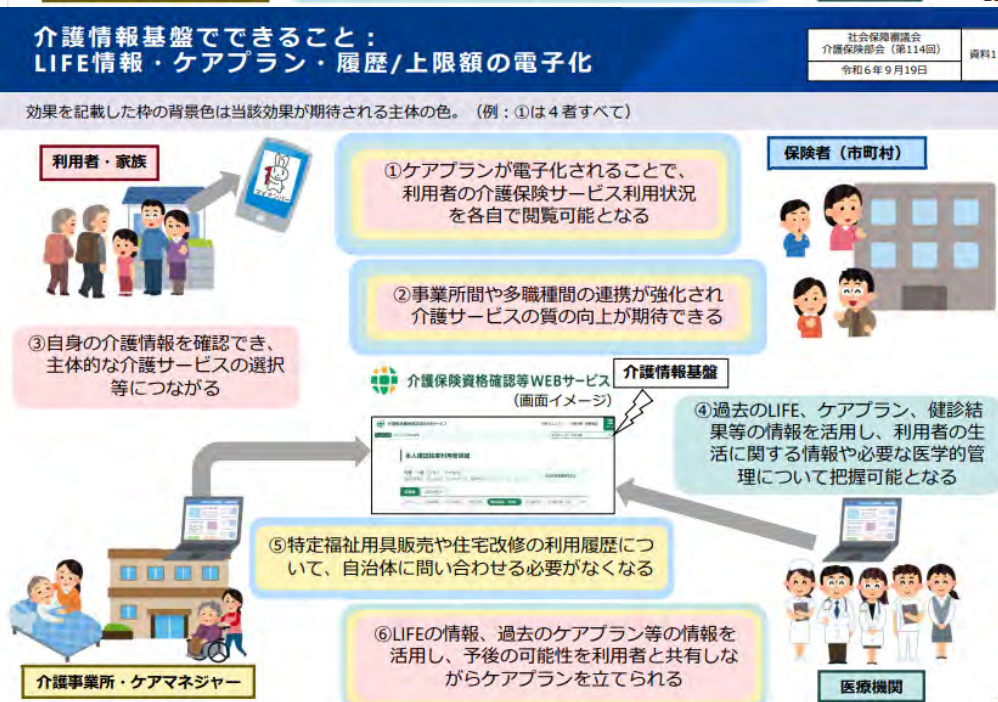 介護情報基盤でできること：
LIFE情報・ケアプラン・履歴/上限額の電子化
社会保障審議会
介護保険部会（第114回）
令和６年９月19日
資料1
効果を記載した枠の背景色は当該効果が期待される主体の色。（例：①は４者すべて）
利用者・家族
マイナンバー
①ケアプランが電子化されることで、
利用者の介護保険サービス利用状況
を各自で閲覧可能となる
保険者（市町村）
②事業所間や多職種間の連携が強化され
介護サービスの質の向上が期待できる
③自身の介護情報を確認でき、
主体的な介護サービスの選択
等につながる
介護保険資格確認等WEBサービス
（画面イメージ）
介護情報基盤
④過去のLIFE、ケアプラン、健診結
果等の情報を活用し、利用者の生
活に関する情報や必要な医学的管
理について把握可能となる
⑤特定福祉用具販売や住宅改修の利用履歴につ
いて、自治体に問い合わせる必要がなくなる
⑥LIFEの情報、過去のケアプラン等の情報を
活用し、予後の可能性を利用者と共有しな
がらケアプランを立てられる
介護事業所・ケアマネジャー
医療機関